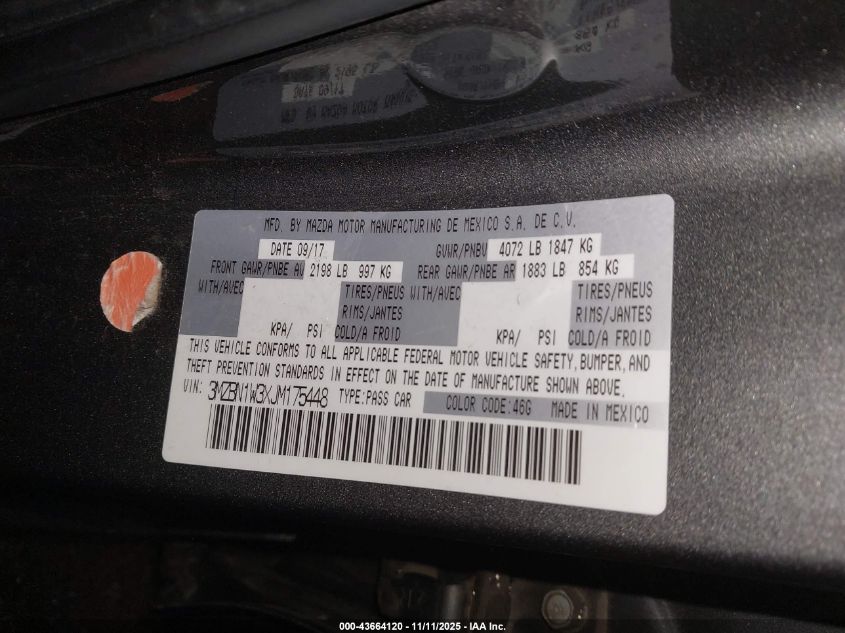 MFD. BY MAZDA MOTOR MANUFACTURING DE MEXICO S.A. DE C.V.
DATE 09/17 GVWR/PNBV 4072 LB 1847 KG
FRONT GAWR/PNBE AV 2198 LB 997 KG REAR GAWR/PNBE AR 1883 LB 854 KG
WITH/AVEC TIRES/PNEUS WITH/AVEC TIRES/PNEUS
RIMS/JANTES RIMS/JANTES
KPA/ PSI COLD/A FROID KPA/ PSI COLD/A FROID
THIS VEHICLE CONFORMS TO ALL APPLICABLE FEDERAL MOTOR VEHICLE SAFETY, BUMPER, AND
THEFT PREVENTION STANDARDS IN EFFECT ON THE DATE OF MANUFACTURE SHOWN ABOVE.
VIN: 3MZBN1W3XJM175448 TYPE:PASS CAR COLOR CODE:46G MADE IN MEXICO
000-43664120 - 11/11/2025 - IAA Inc.